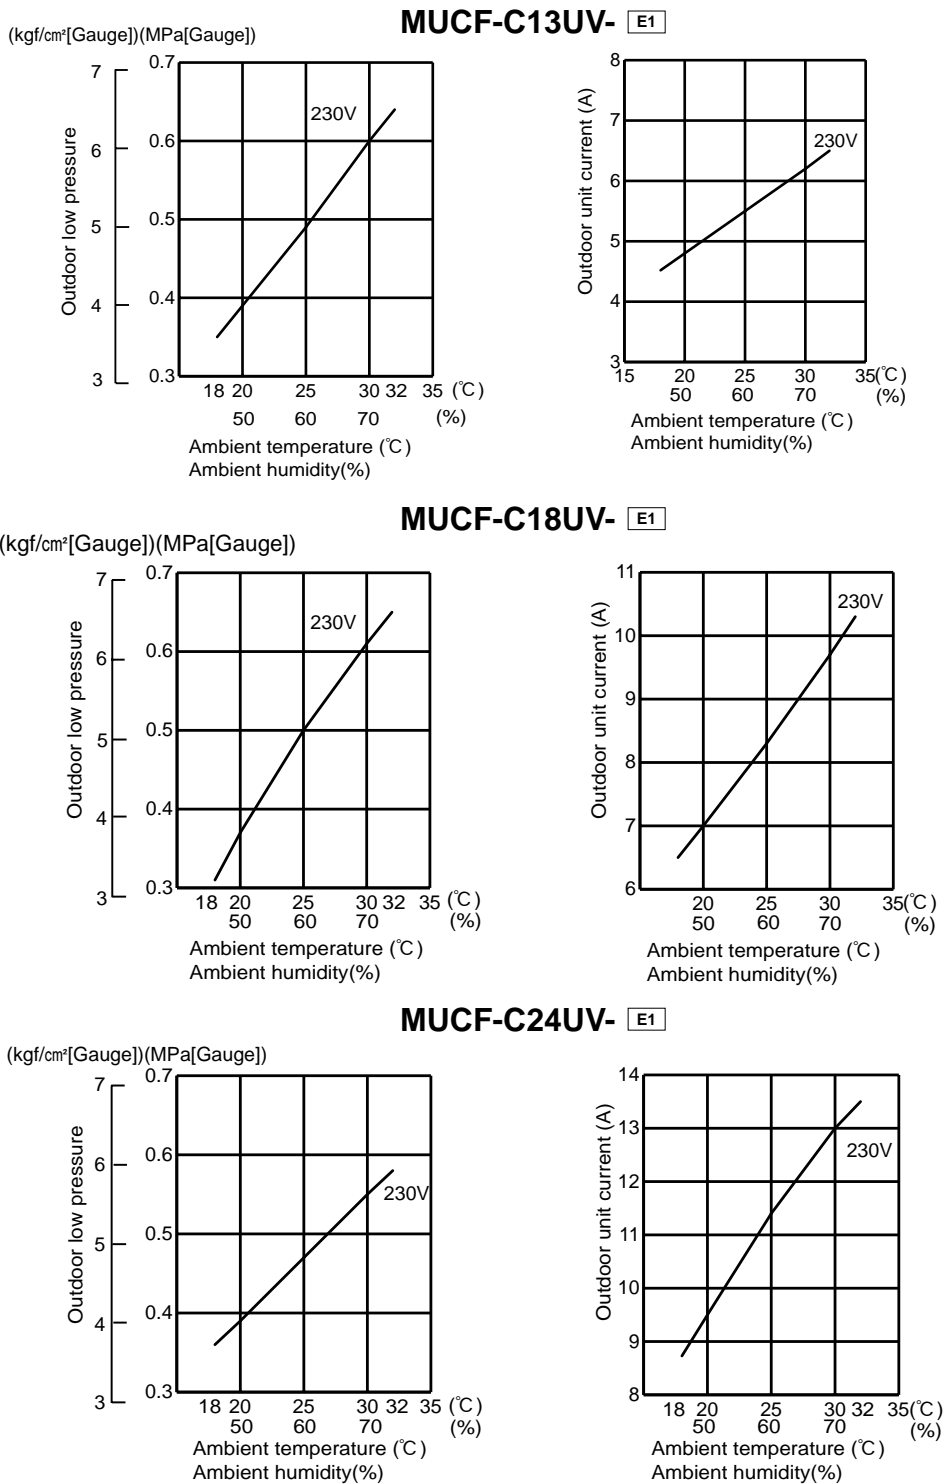 MUCF-C13UV- E1
(kgf/cm²[Gauge])(MPa[Gauge])
Outdoor low pressure
7
6
5
4
3
0.7
0.6
0.5
0.4
0.3
230V
18 20 25 30 32 35 (℃)
50 60 70 (%)
Ambient temperature (℃)
Ambient humidity(%)
Outdoor unit current (A)
8
7
6
5
4
3
230V
15 20 25 30 35(℃)
50 60 70 (%)
Ambient temperature (℃)
Ambient humidity(%)
MUCF-C18UV- E1
(kgf/cm²[Gauge])(MPa[Gauge])
Outdoor low pressure
7
6
5
4
3
0.7
0.6
0.5
0.4
0.3
230V
18 20 25 30 32 35 (℃)
50 60 70 (%)
Ambient temperature (℃)
Ambient humidity(%)
Outdoor unit current (A)
11
10
9
8
7
6
230V
20 25 30 35(℃)
50 60 70 (%)
Ambient temperature (℃)
Ambient humidity(%)
MUCF-C24UV- E1
(kgf/cm²[Gauge])(MPa[Gauge])
Outdoor low pressure
7
6
5
4
3
0.7
0.6
0.5
0.4
0.3
230V
18 20 25 30 32 35 (℃)
50 60 70 (%)
Ambient temperature (℃)
Ambient humidity(%)
Outdoor unit current (A)
14
13
12
11
10
9
8
230V
18 20 25 30 32 35(℃)
50 60 70 (%)
Ambient temperature (℃)
Ambient humidity(%)